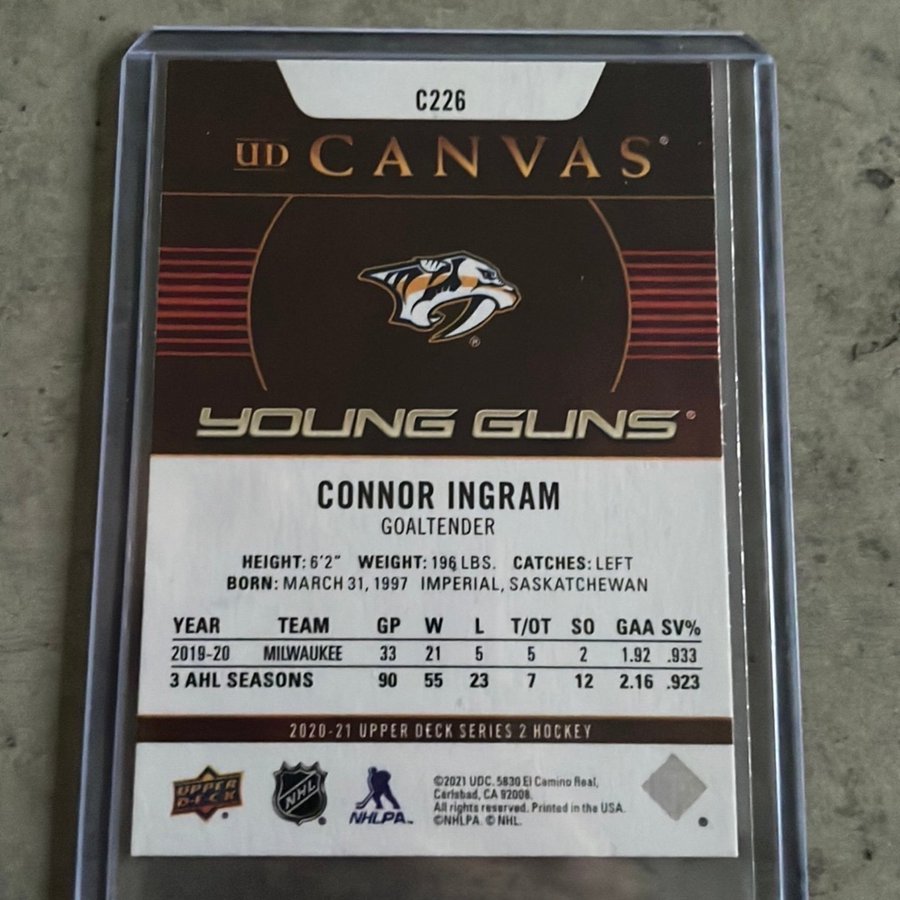 C226
UD CANVAS
®
YOUNG GUNS®
CONNOR INGRAM
GOALTENDER
HEIGHT: 6'2" WEIGHT: 196 LBS. CATCHES: LEFT
BORN: MARCH 31, 1997 IMPERIAL, SASKATCHEWAN
YEAR TEAM GP W L T/OT SO GAA SV%
2019-20 MILWAUKEE 33 21 5 5 2 1.92 .933
3 AHL SEASONS 90 55 23 7 12 2.16 .923
2020-21 UPPER DECK SERIES 2 HOCKEY
UPPER DECK
NHL
NHLPA
©2021 UDC. 5830 El Camino Real,
Carlsbad, CA 92008.
All rights reserved. Printed in the USA.
©NHLPA. © NHL.